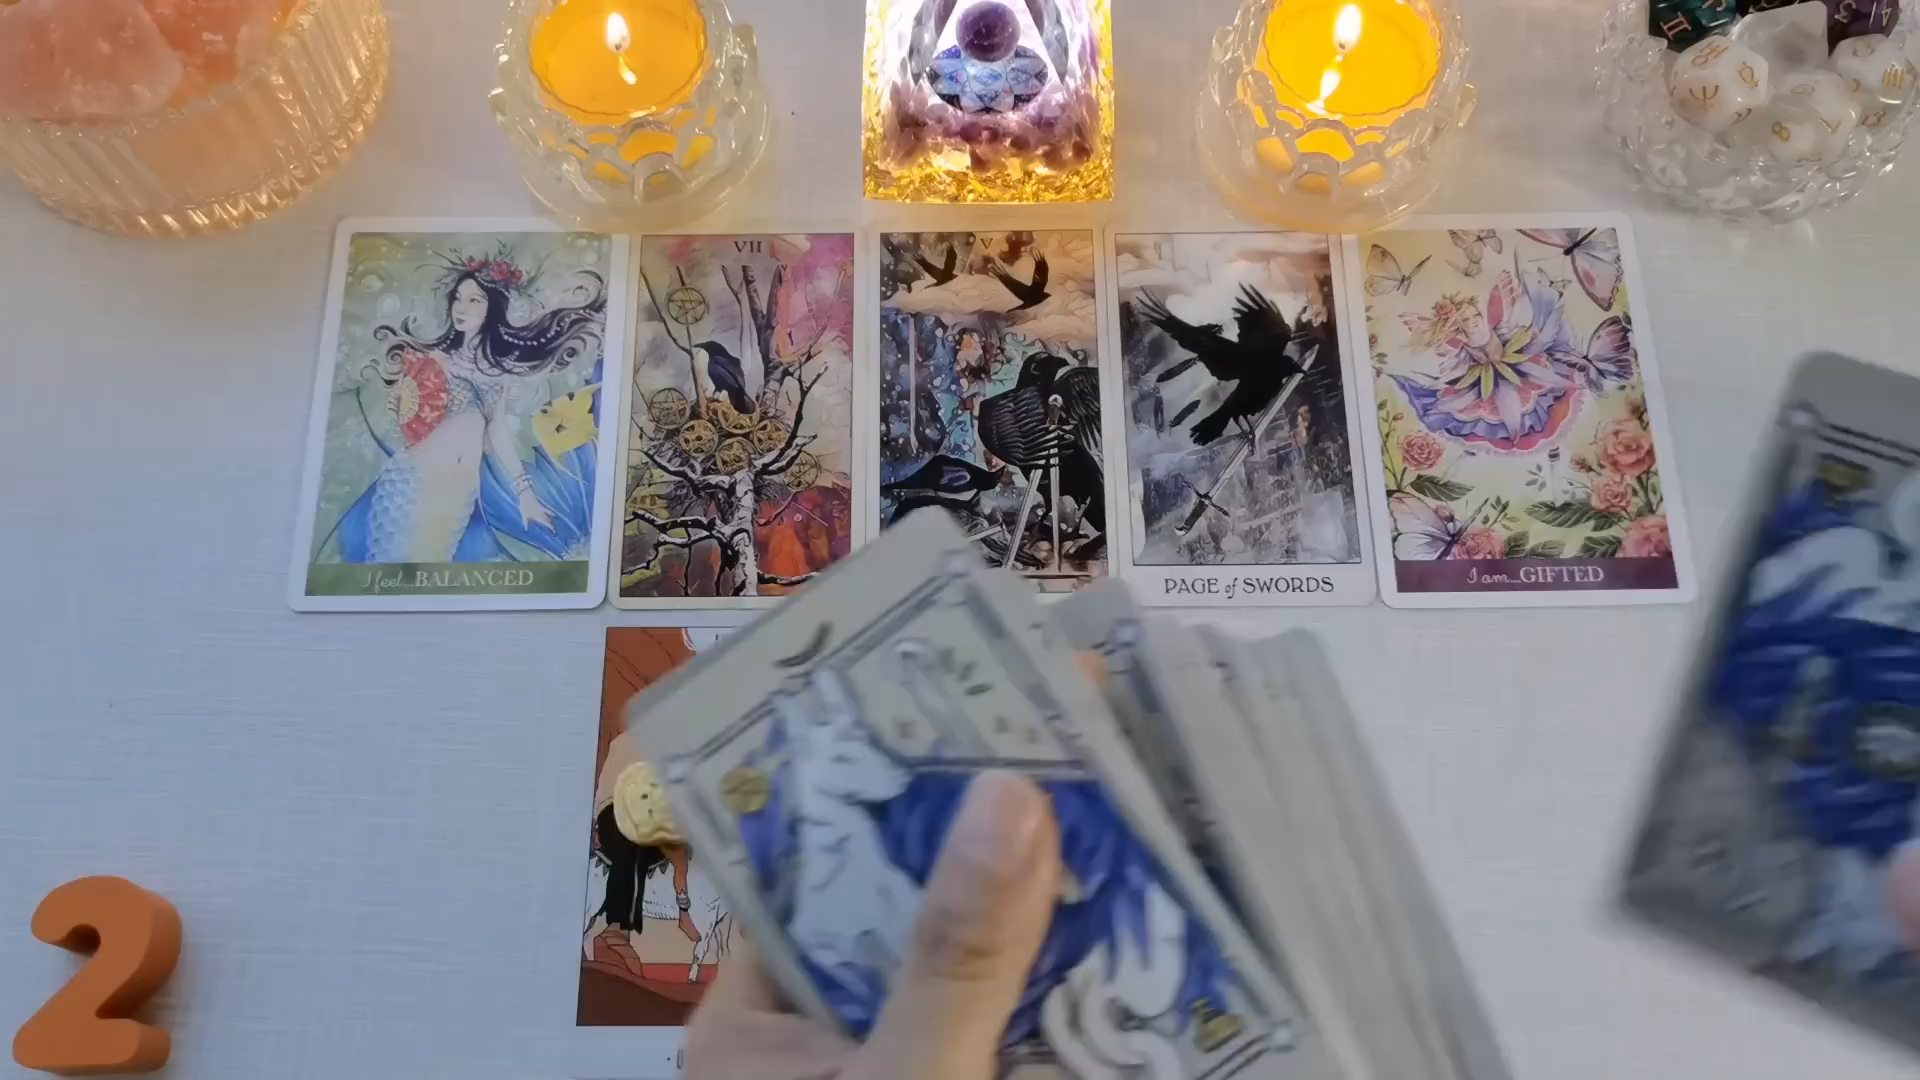 VII
V
I feel...BALANCED
PAGE of SWORDS
I am...GIFTED
2